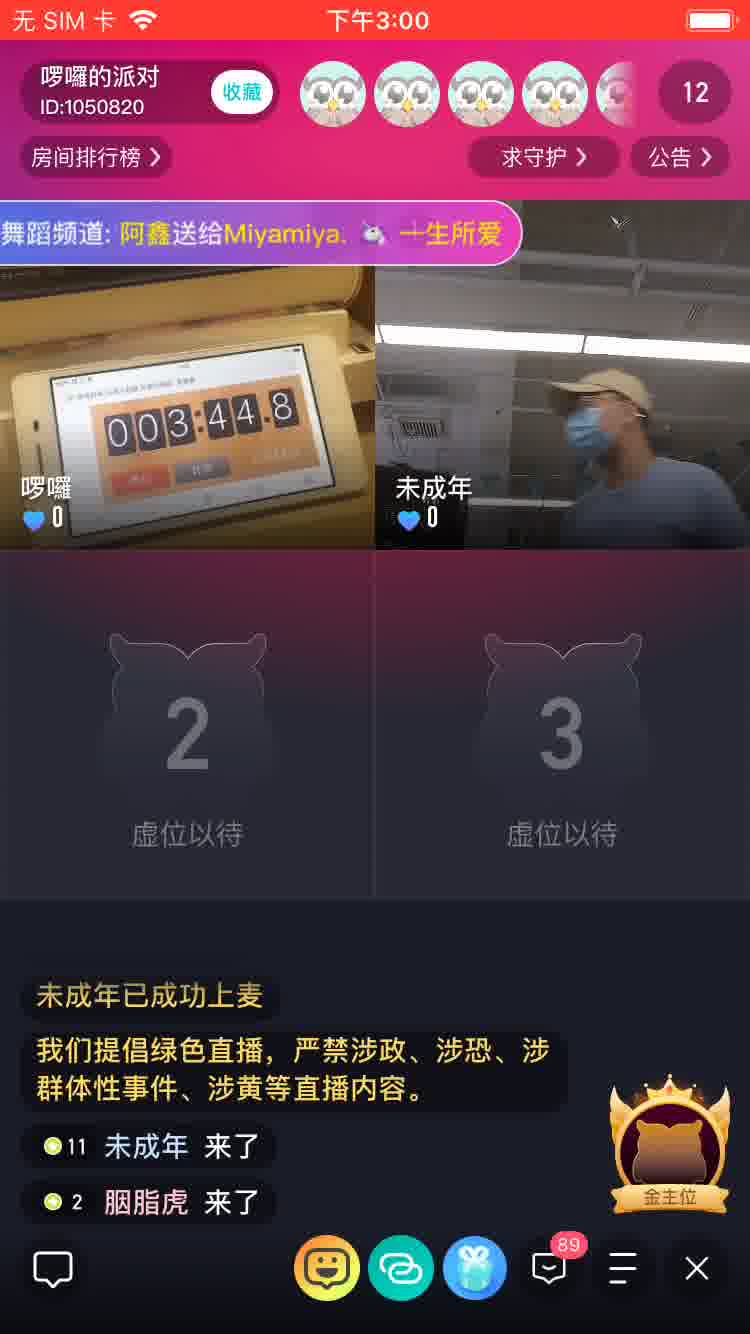 无 SIM 卡
下午3:00
啰囉的派对
ID:1050820
收藏
12
房间排行榜
求守护
公告
舞蹈频道: 阿鑫送给Miyamiya. 一生所爱
003:44.8
啰囉
0
未成年
0
2
虚位以待
3
虚位以待
未成年已成功上麦
我们提倡绿色直播，严禁涉政、涉恐、涉
群体性事件、涉黄等直播内容。
11 未成年 来了
2 胭脂虎 来了
金主位
89